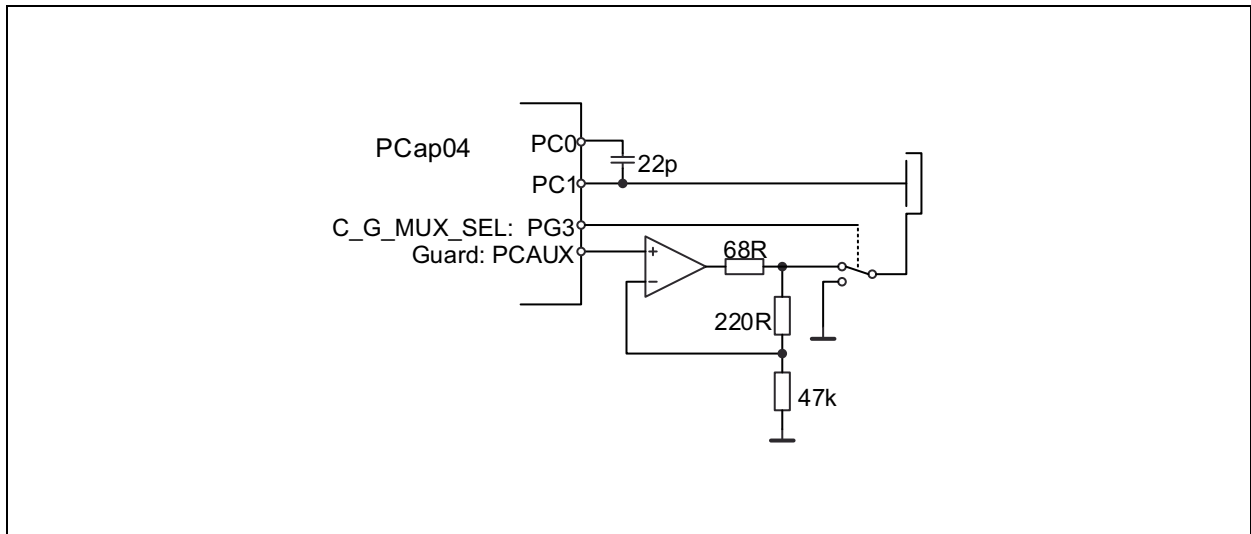 PCap04
PC0
22p
PC1
C_G_MUX_SEL: PG3
Guard: PCAUX
+
−
68R
220R
47k